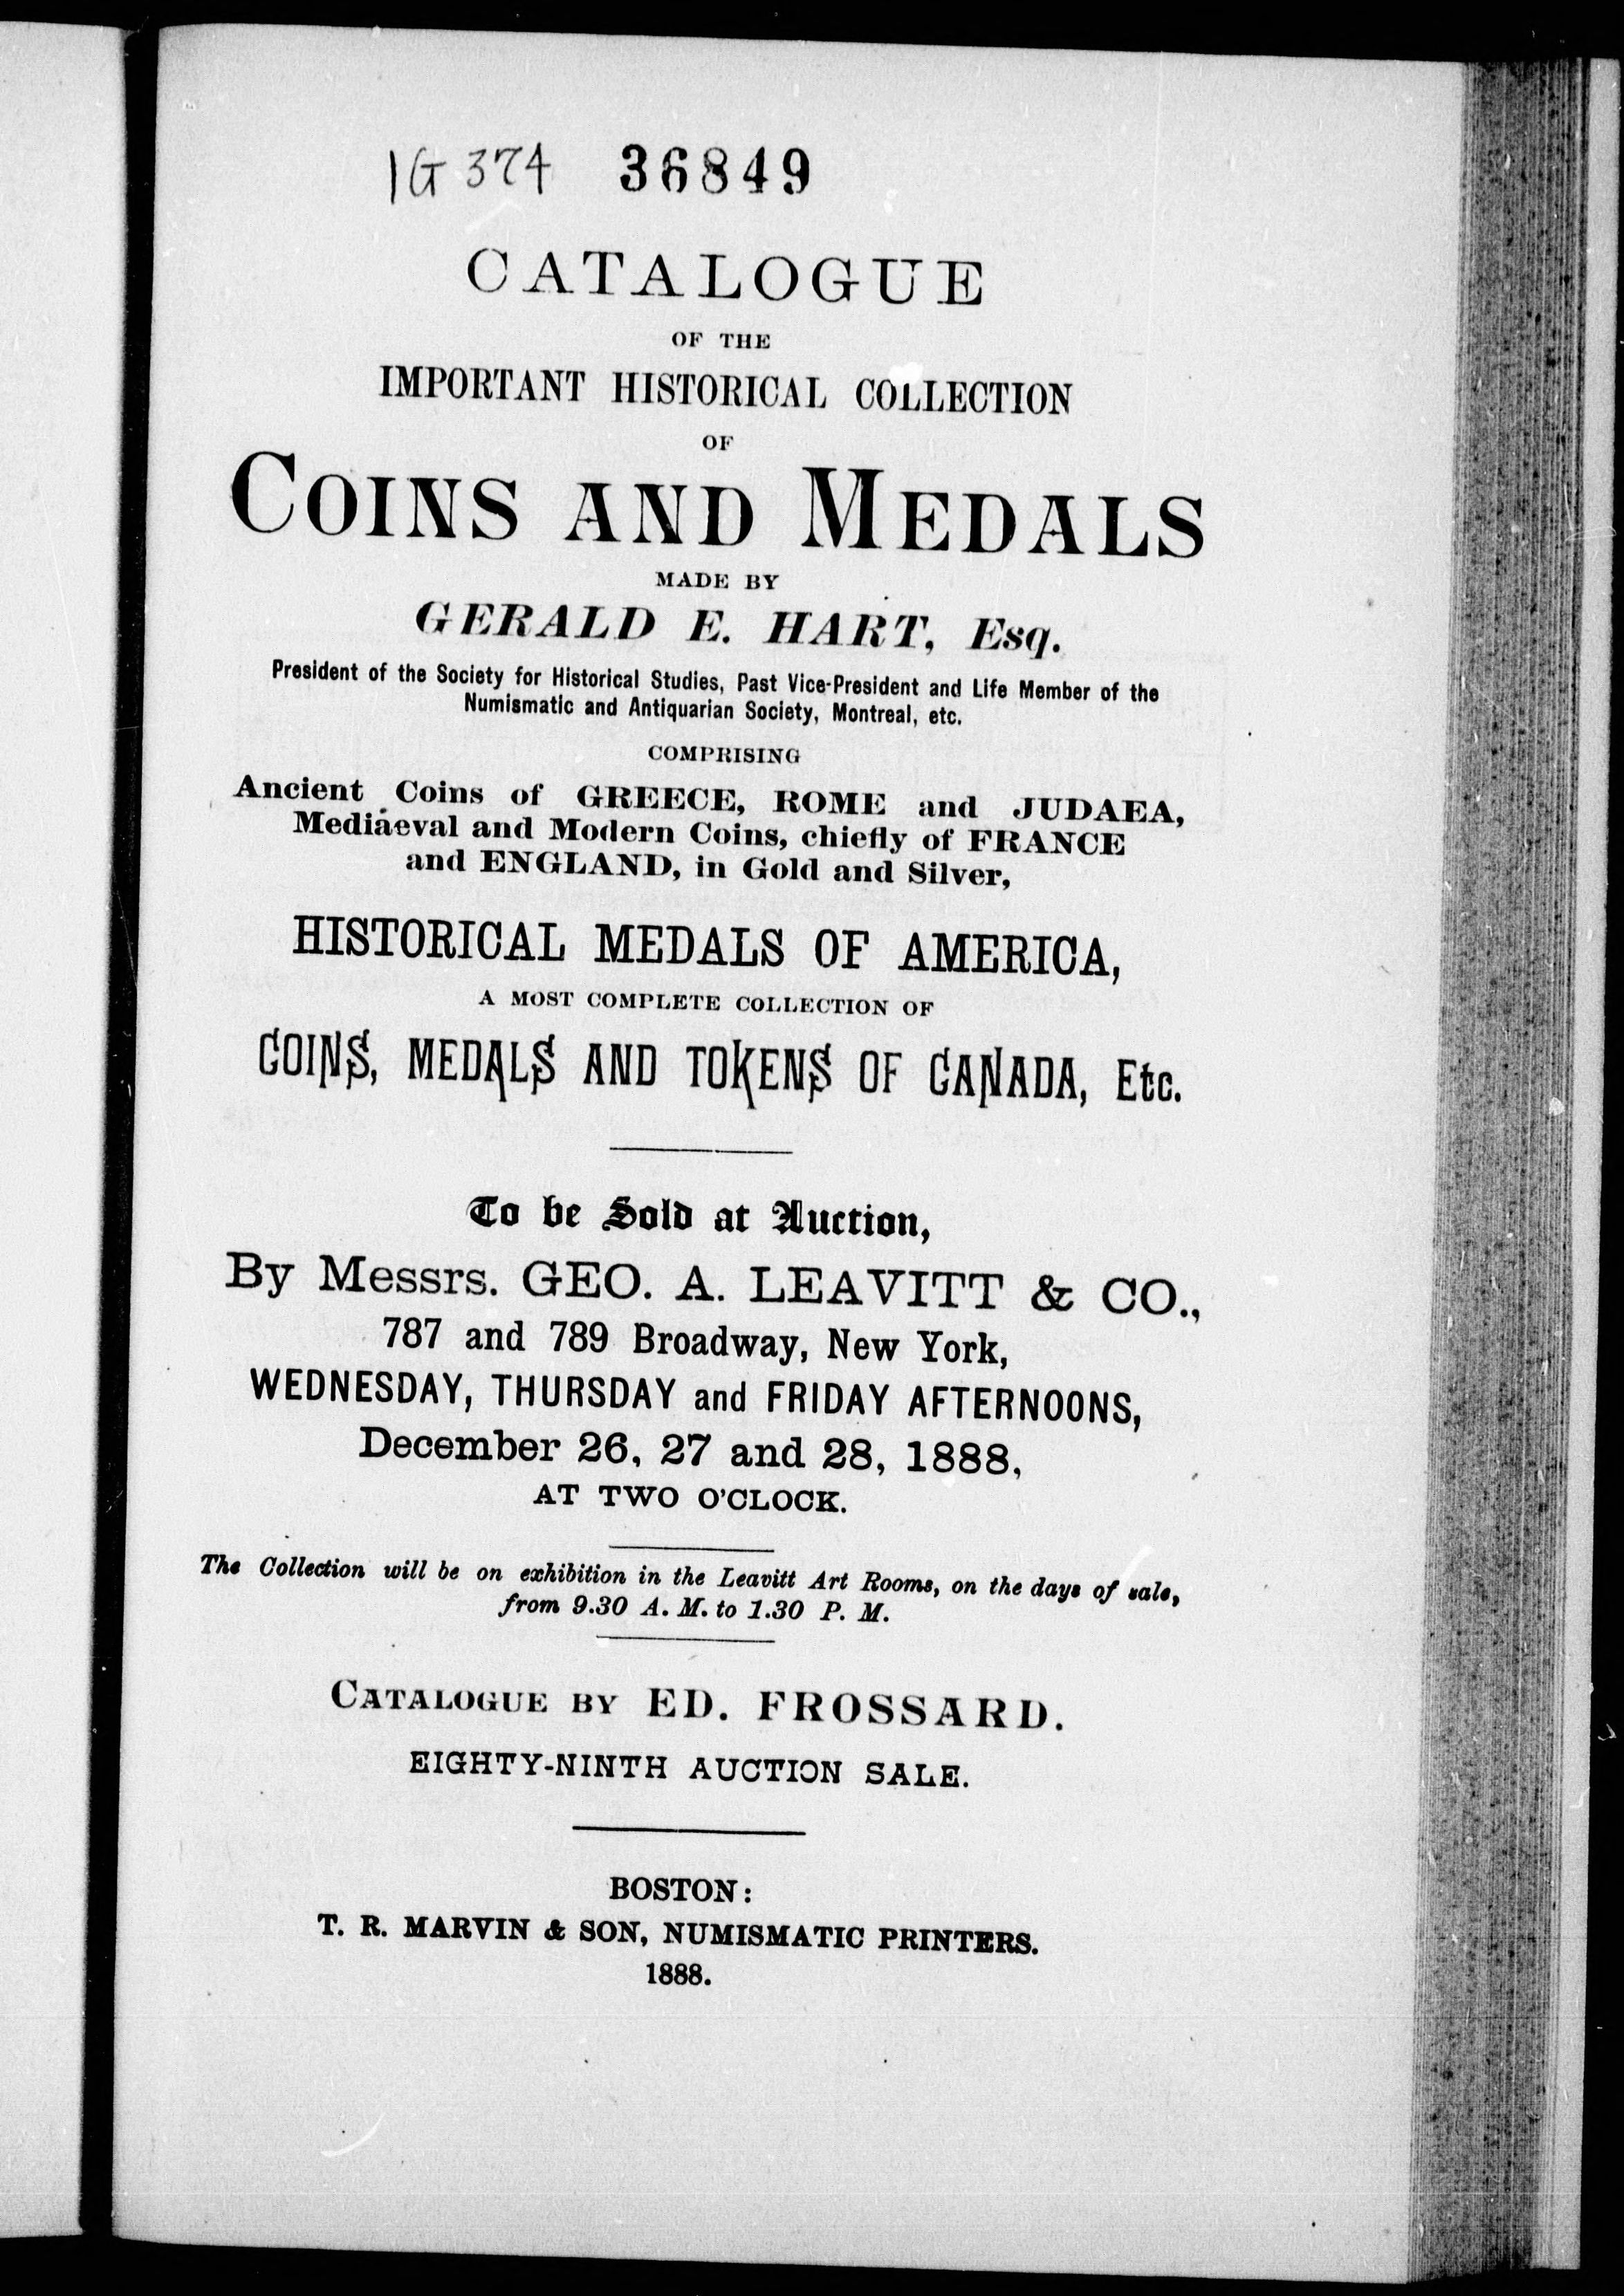 IG 374 36849
CATALOGUE
OF THE
IMPORTANT HISTORICAL COLLECTION
OF
COINS AND MEDALS
MADE BY
GERALD E. HART, Esq.
President of the Society for Historical Studies, Past Vice-President and Life Member of the
Numismatic and Antiquarian Society, Montreal, etc.
COMPRISING
Ancient Coins of GREECE, ROME and JUDAEA,
Mediaeval and Modern Coins, chiefly of FRANCE
and ENGLAND, in Gold and Silver,
HISTORICAL MEDALS OF AMERICA,
A MOST COMPLETE COLLECTION OF
COINS, MEDALS AND TOKENS OF CANADA, Etc.
To be Sold at Auction,
By Messrs. GEO. A. LEAVITT & CO.,
787 and 789 Broadway, New York,
WEDNESDAY, THURSDAY and FRIDAY AFTERNOONS,
December 26, 27 and 28, 1888,
AT TWO O'CLOCK.
The Collection will be on exhibition in the Leavitt Art Rooms, on the days of sale,
from 9.30 A. M. to 1.30 P. M.
CATALOGUE BY ED. FROSSARD.
EIGHTY-NINTH AUCTION SALE.
BOSTON:
T. R. MARVIN & SON, NUMISMATIC PRINTERS.
1888.